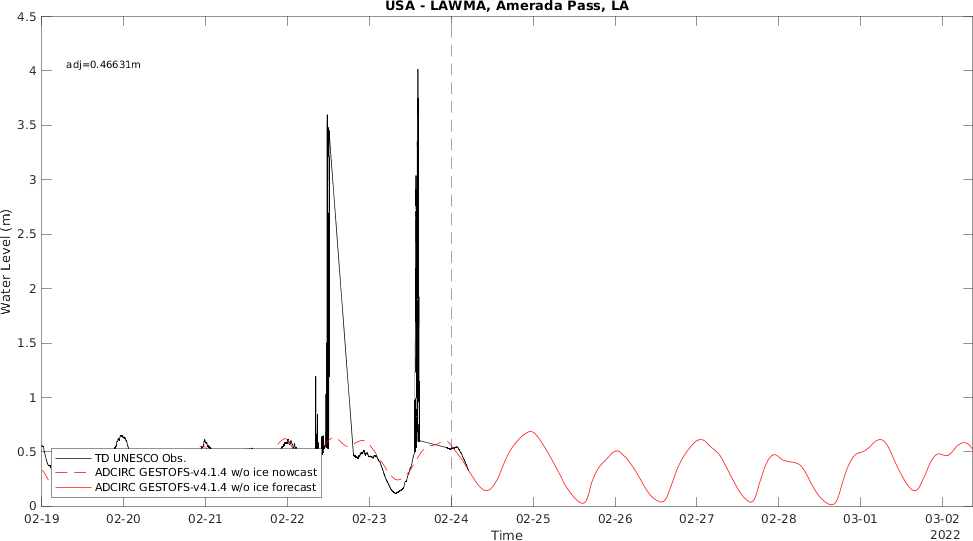 USA - LAWMA, Amerada Pass, LA
4.5
4
3.5
3
2.5
2
1.5
1
0.5
0
Water Level (m)
adj=0.46631m
TD UNESCO Obs.
ADCIRC GESTOFS-v4.1.4 w/o ice nowcast
ADCIRC GESTOFS-v4.1.4 w/o ice forecast
02-19 02-20 02-21 02-22 02-23 02-24 02-25 02-26 02-27 02-28 03-01 03-02
2022
Time